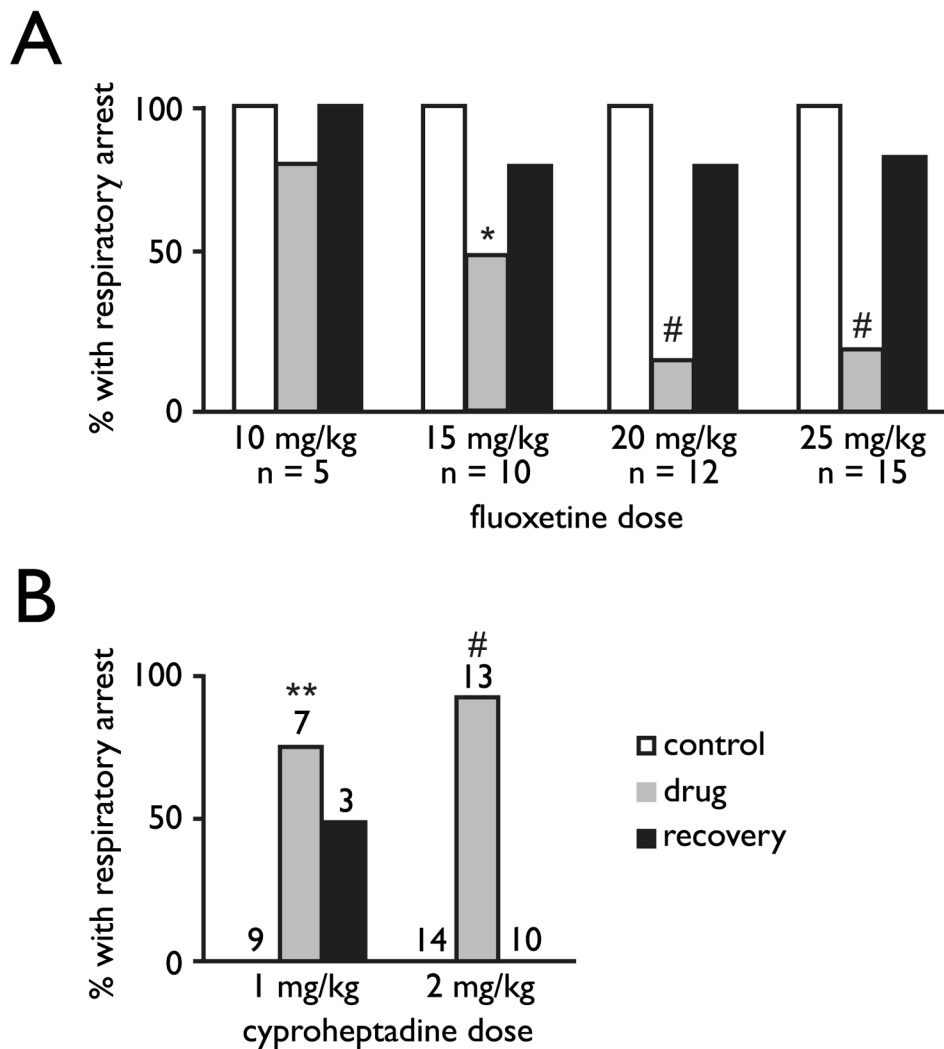 A
% with respiratory arrest
100
50
0
*
#
#
10 mg/kg
n = 5
15 mg/kg
n = 10
20 mg/kg
n = 12
25 mg/kg
n = 15
fluoxetine dose
B
% with respiratory arrest
100
50
0
9
**
7
3
14
#
13
10
1 mg/kg
2 mg/kg
cyproheptadine dose
control
drug
recovery